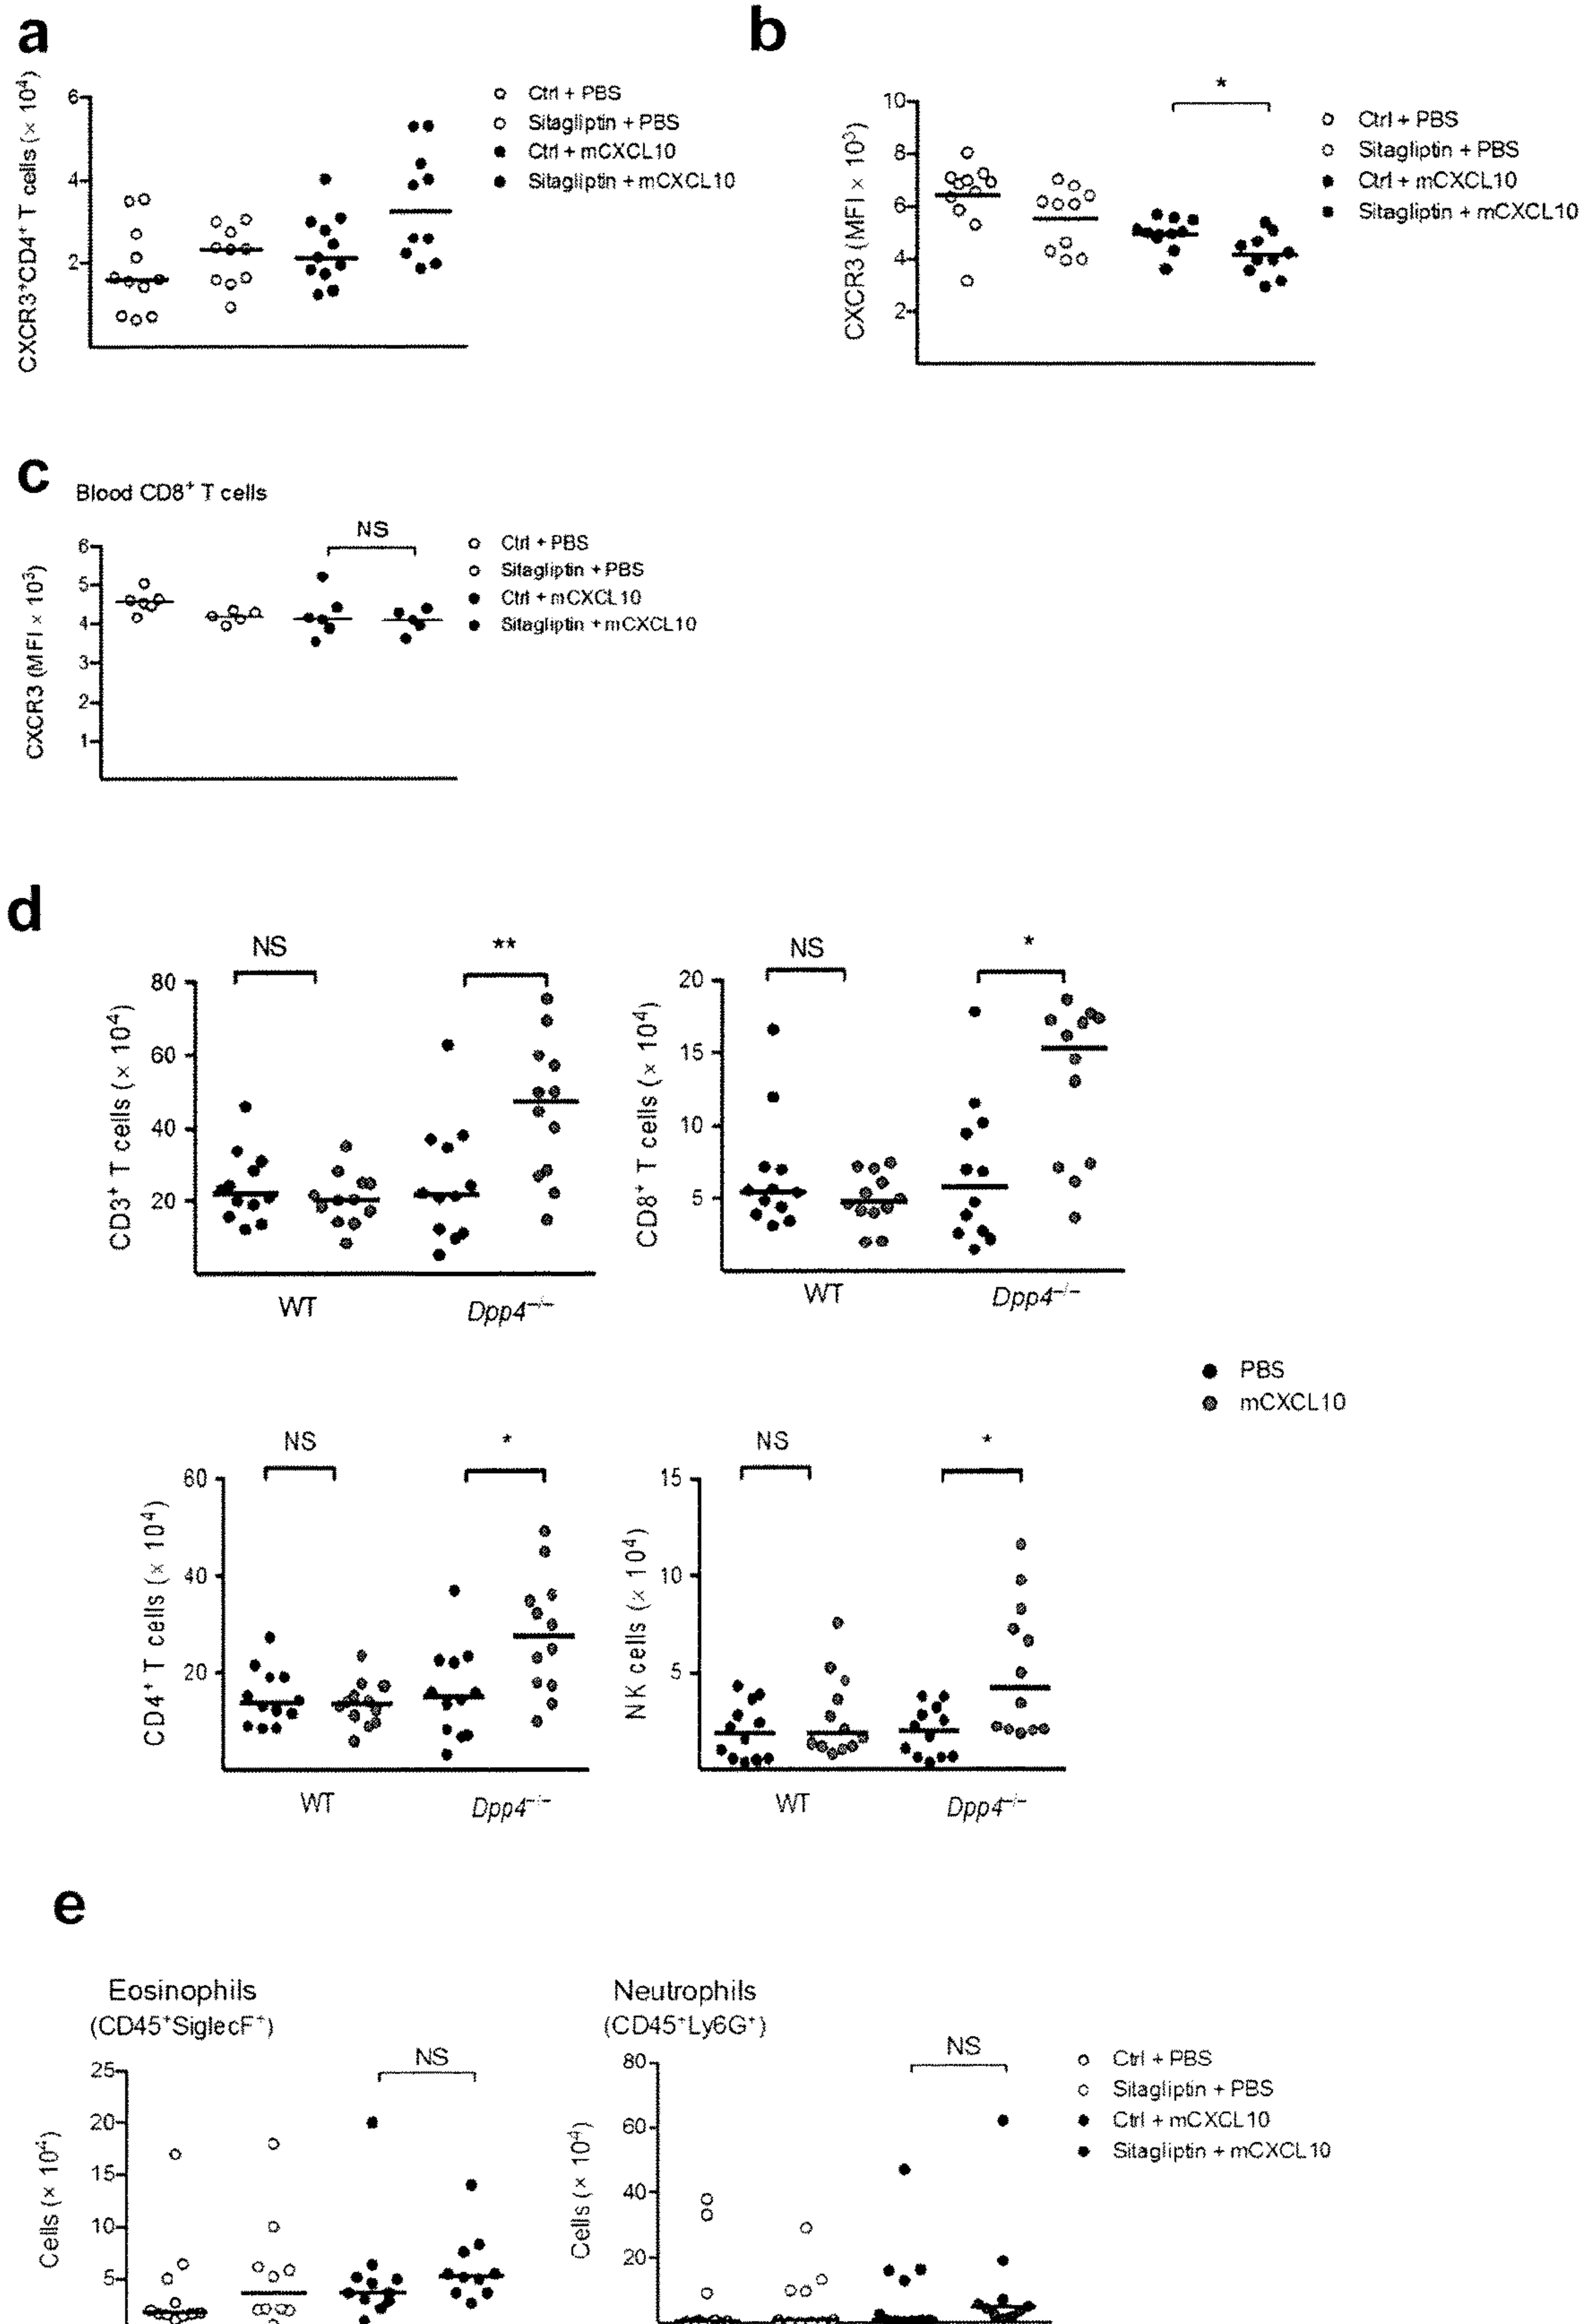 a
CXCR3⁺CD4⁺ T cells (× 10⁴)
6
4
2
Ctrl + PBS
Sitagliptin + PBS
Ctrl + mCXCL10
Sitagliptin + mCXCL10
b
CXCR3 (MFI × 10³)
10
8
6
4
2
*
Ctrl + PBS
Sitagliptin + PBS
Ctrl + mCXCL10
Sitagliptin + mCXCL10
c
Blood CD8⁺ T cells
CXCR3 (MFI × 10³)
6
5
4
3
2
1
NS
Ctrl + PBS
Sitagliptin + PBS
Ctrl + mCXCL10
Sitagliptin + mCXCL10
d
CD3⁺ T cells (× 10⁴)
80
60
40
20
NS
**
WT
Dpp4⁻/⁻
CD8⁺ T cells (× 10⁴)
20
15
10
5
NS
*
WT
Dpp4⁻/⁻
PBS
mCXCL10
CD4⁺ T cells (× 10⁴)
60
40
20
NS
*
WT
Dpp4⁻/⁻
NK cells (× 10⁴)
15
10
5
NS
*
WT
Dpp4⁻/⁻
e
Eosinophils
(CD45⁺SiglecF⁺)
Cells (× 10⁴)
25
20
15
10
5
NS
Neutrophils
(CD45⁺Ly6G⁺)
Cells (× 10⁴)
80
60
40
20
NS
Ctrl + PBS
Sitagliptin + PBS
Ctrl + mCXCL10
Sitagliptin + mCXCL10